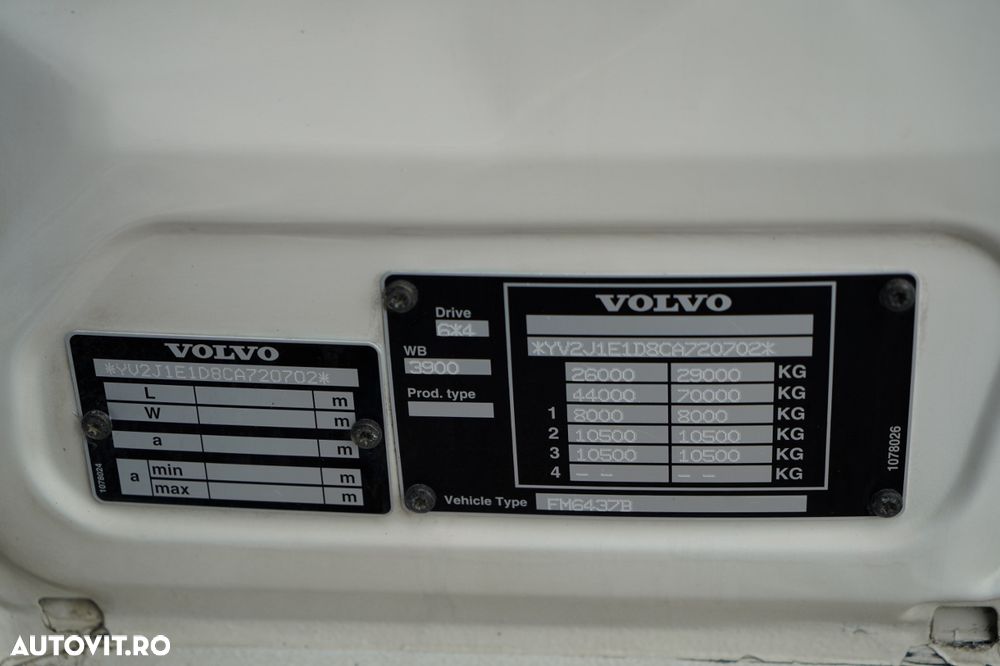 VOLVO
*YV2J1E1D8CA720702*
L m
W m
a m
a min m
max m
1078024
VOLVO
Drive
6*4
WB
3900
Prod. type
*YV2J1E1D8CA720702*
26000 29000 KG
44000 70000 KG
1 8000 8000 KG
2 10500 10500 KG
3 10500 10500 KG
4 -- -- KG
Vehicle Type FM6437B
1078026
AUTOVIT.RO